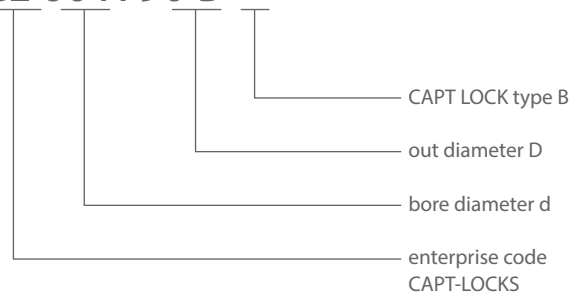 CAPT LOCK type B
out diameter D
bore diameter d
enterprise code
CAPT-LOCKS